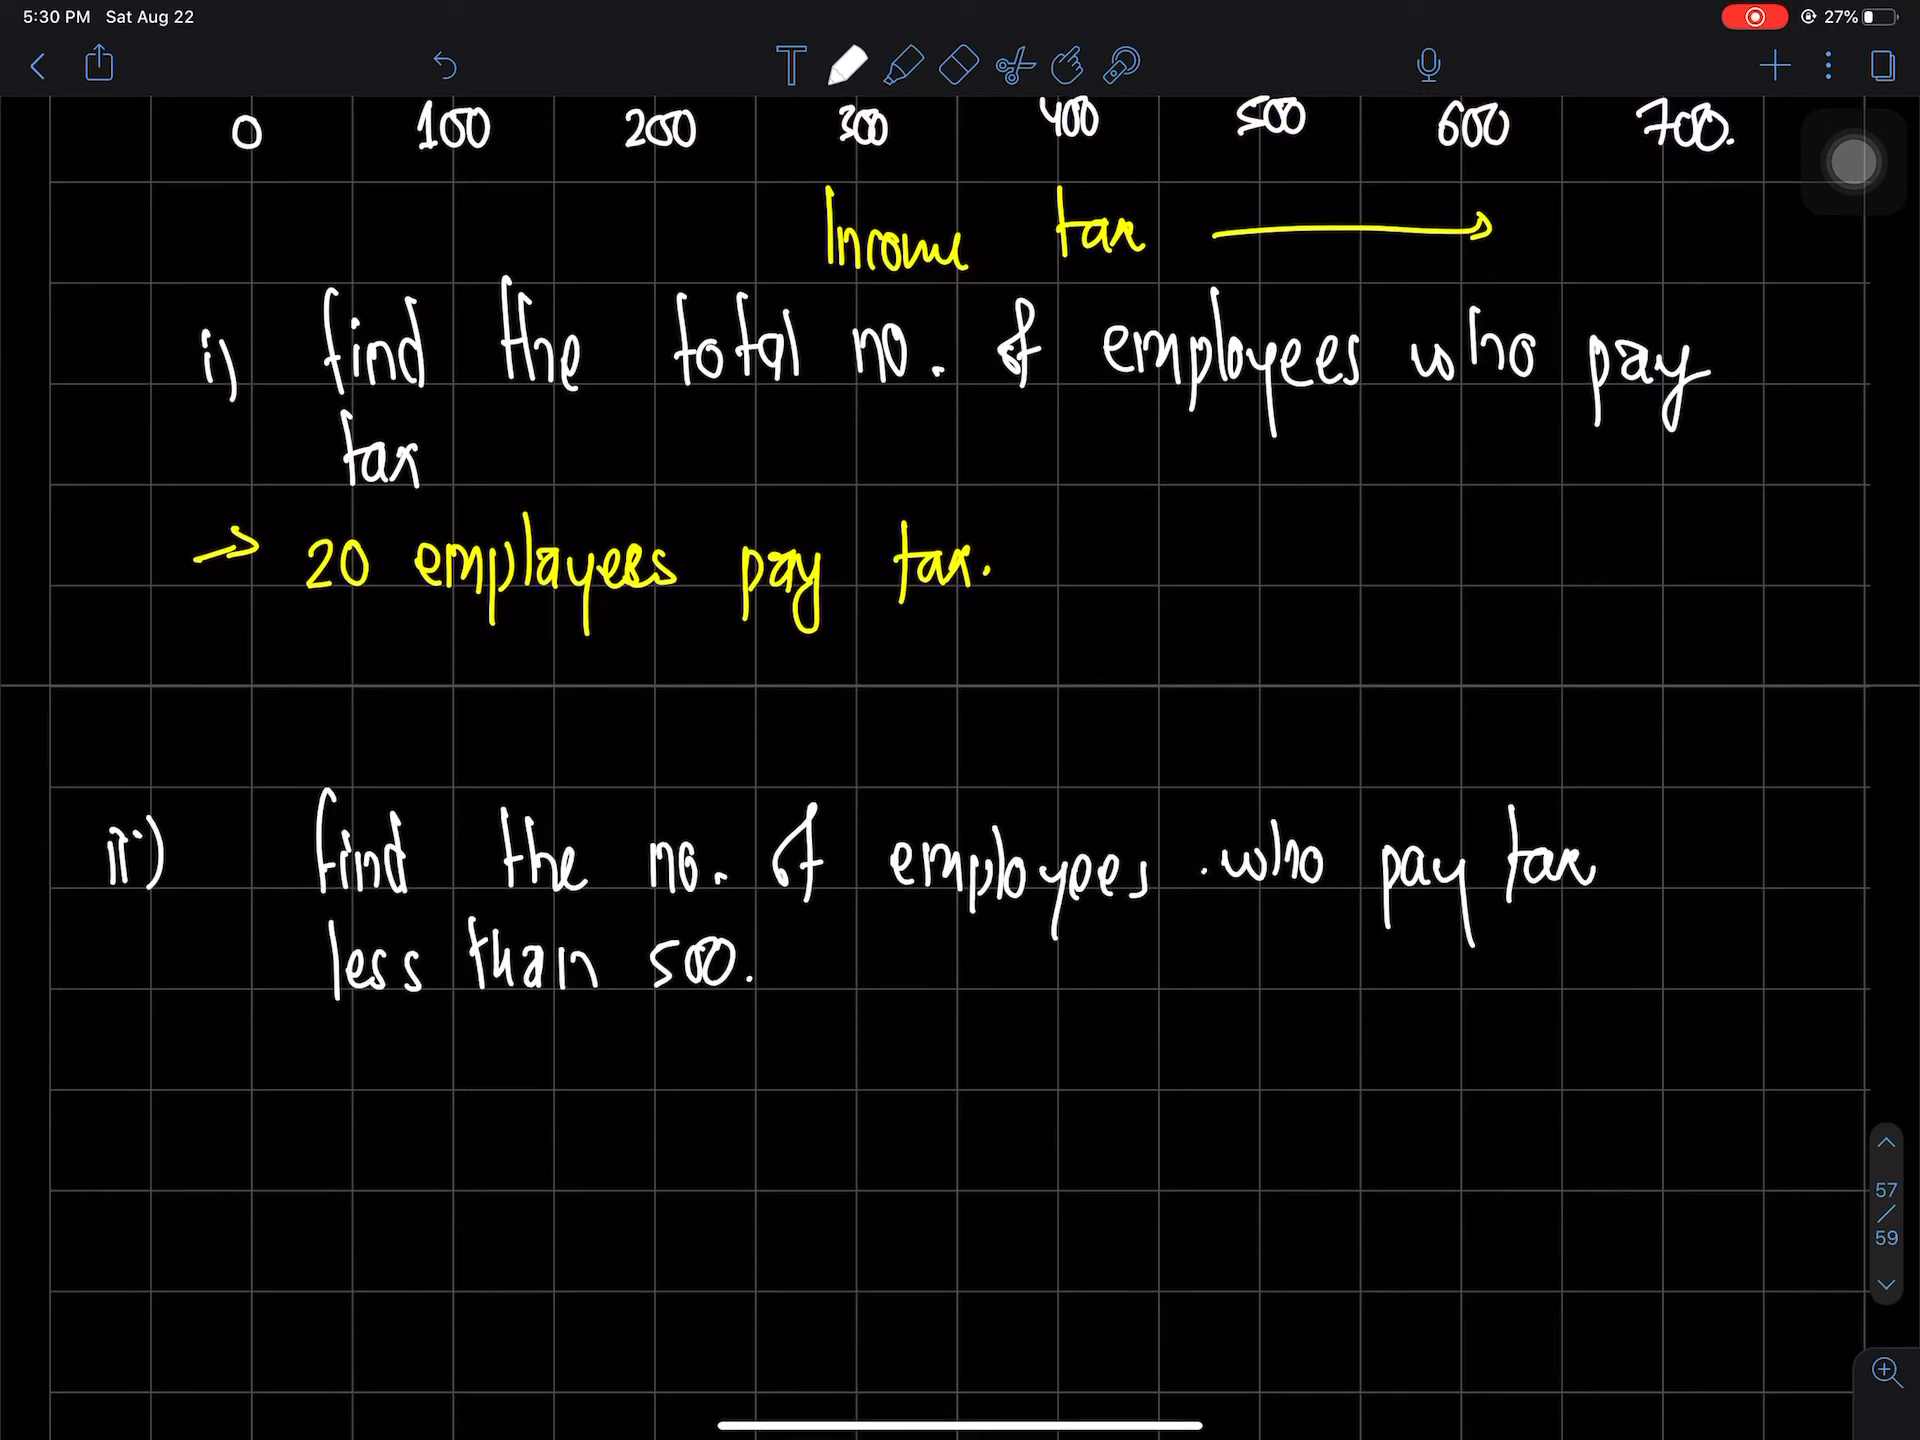 5:30 PM Sat Aug 22
27%
0 100 200 300 400 500 600 700.
Income tax
i) find the total no. of employees who pay
tax
20 employees pay tax.
ii) find the no. of employees . who pay tax
less than 500.
57
/
59